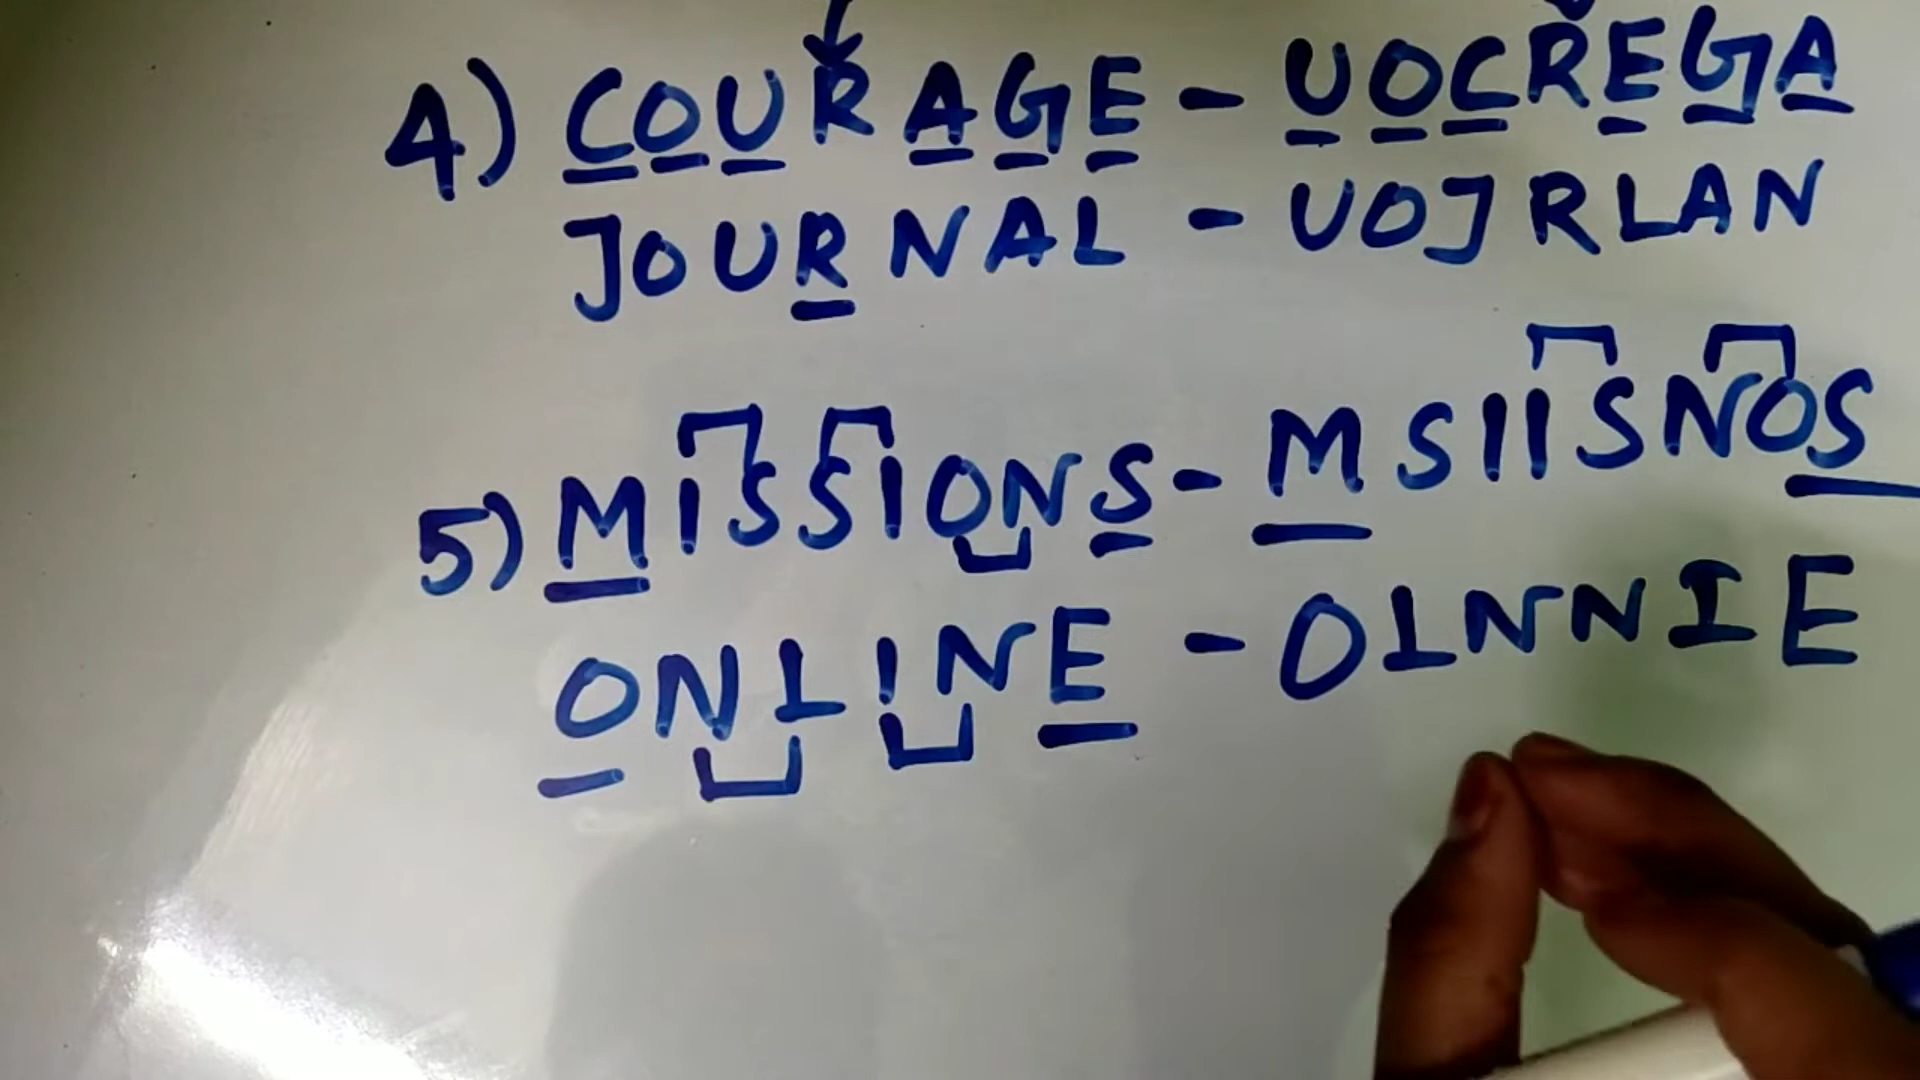 4) COURAGE - UOCREGA
JOURNAL - UOJRLAN
5) MISSIONS - MSIISNOS
ONLINE - OLNNIE